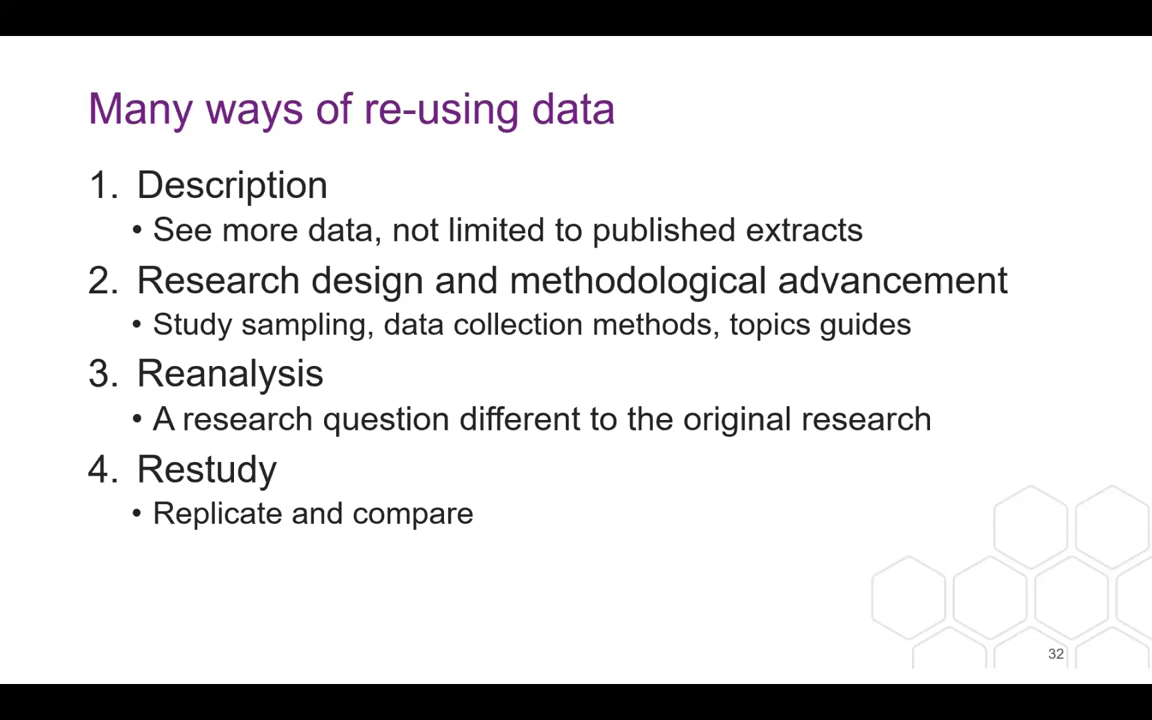 Many ways of re-using data
1. Description
• See more data, not limited to published extracts
2. Research design and methodological advancement
• Study sampling, data collection methods, topics guides
3. Reanalysis
• A research question different to the original research
4. Restudy
• Replicate and compare
32